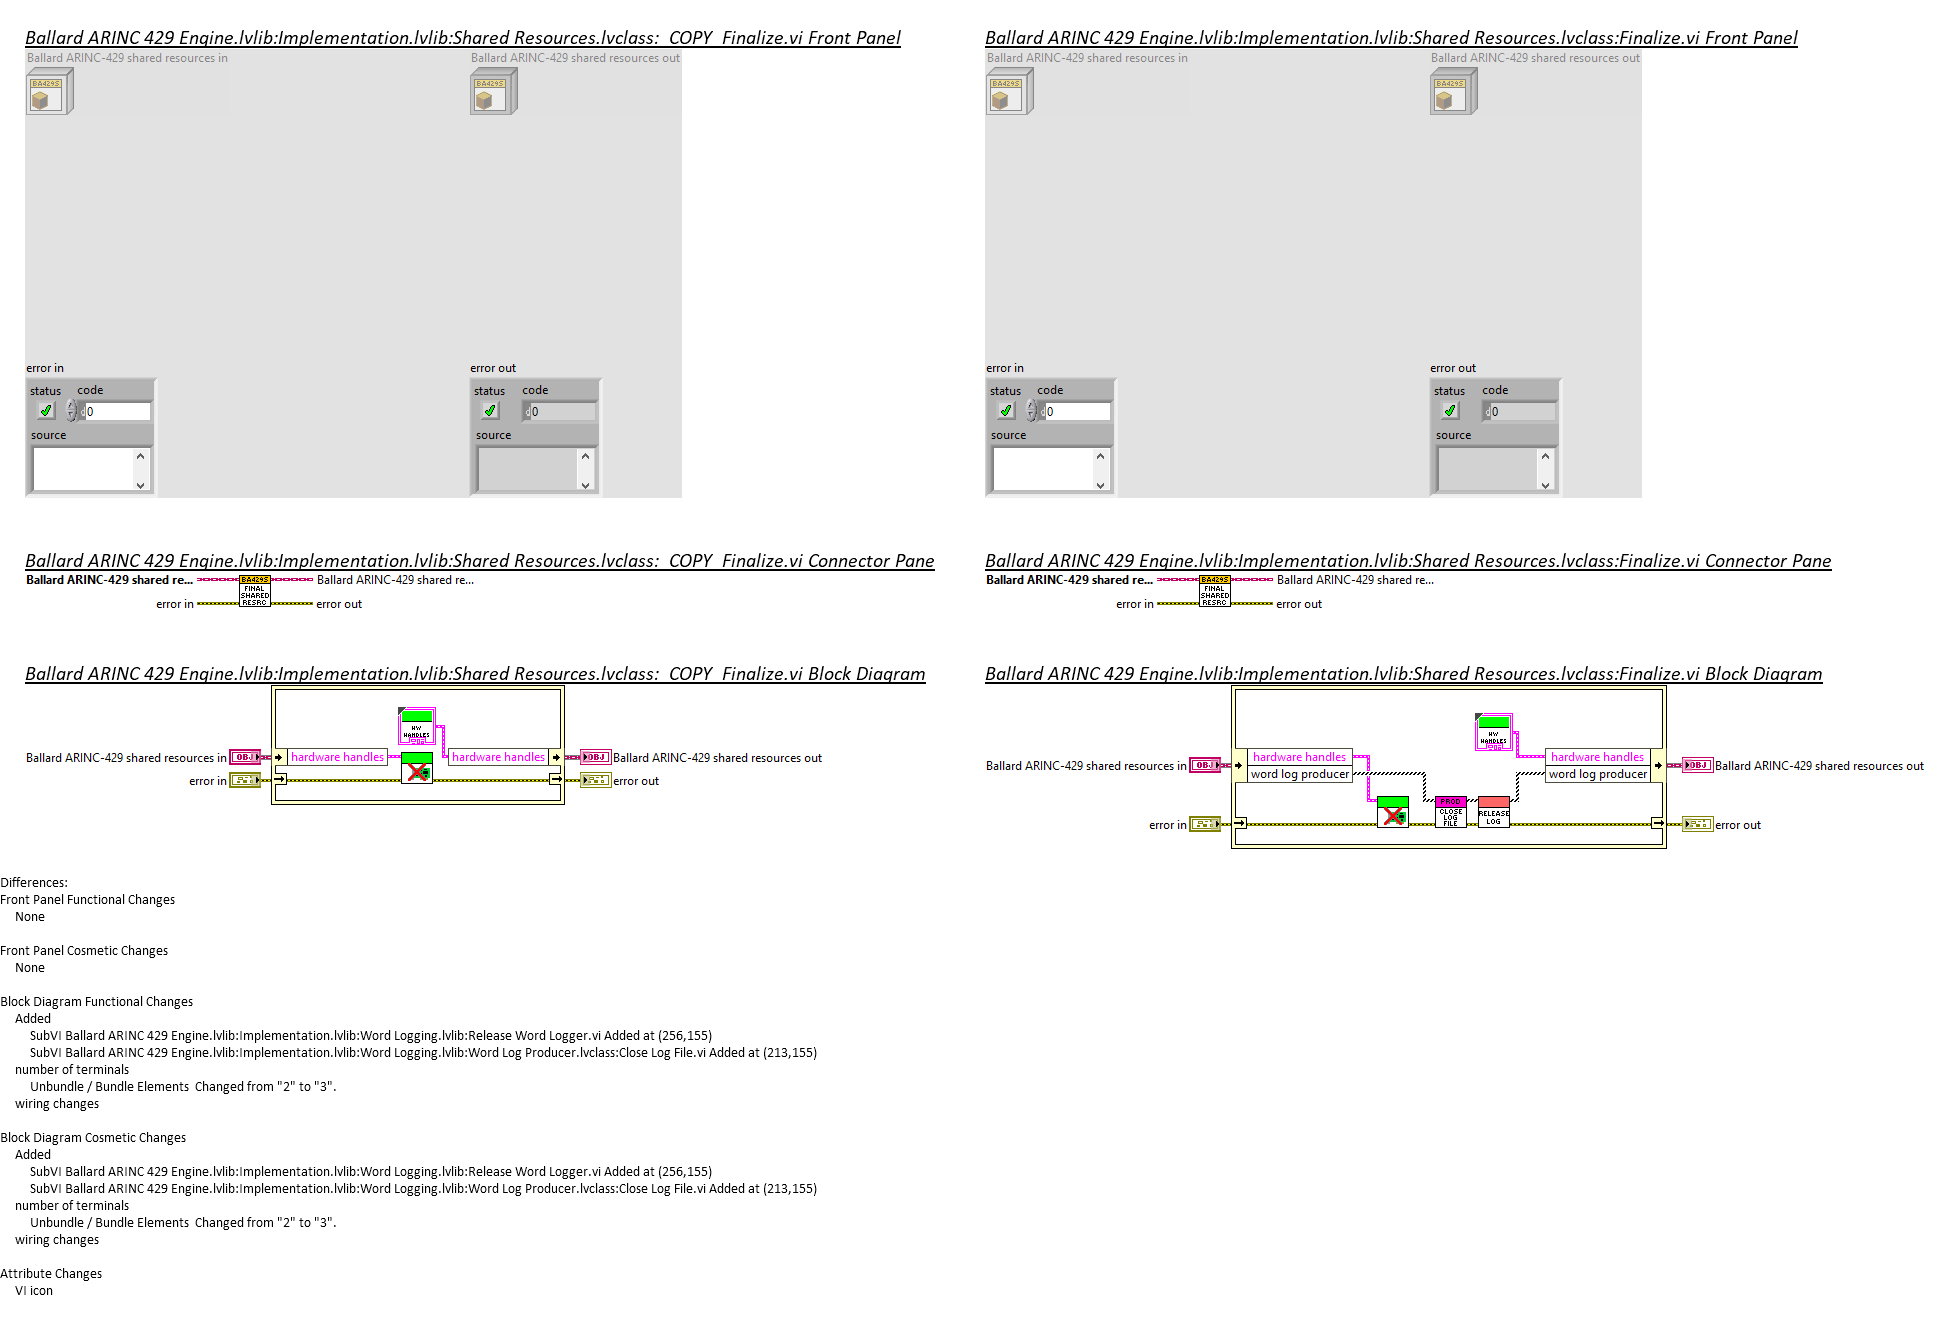 Ballard ARINC 429 Engine.lvlib:Implementation.lvlib:Shared Resources.lvclass:  COPY  Finalize.vi Front Panel
Ballard ARINC-429 shared resources in
Ballard ARINC-429 shared resources out
BA429S
BA429S
error in
error out
status
code
status
code
d0
d0
source
source
Ballard ARINC 429 Engine.lvlib:Implementation.lvlib:Shared Resources.lvclass:Finalize.vi Front Panel
Ballard ARINC-429 shared resources in
Ballard ARINC-429 shared resources out
BA429S
BA429S
error in
error out
status
code
status
code
d0
d0
source
source
Ballard ARINC 429 Engine.lvlib:Implementation.lvlib:Shared Resources.lvclass:  COPY  Finalize.vi Connector Pane
Ballard ARINC-429 shared re...
BA429S
FINAL
SHARED
RESRC
Ballard ARINC-429 shared re...
error in
error out
Ballard ARINC 429 Engine.lvlib:Implementation.lvlib:Shared Resources.lvclass:Finalize.vi Connector Pane
Ballard ARINC-429 shared re...
BA429S
FINAL
SHARED
RESRC
Ballard ARINC-429 shared re...
error in
error out
Ballard ARINC 429 Engine.lvlib:Implementation.lvlib:Shared Resources.lvclass:  COPY  Finalize.vi Block Diagram
HW
HANDLES
Ballard ARINC-429 shared resources in
OBJ
hardware handles
hardware handles
OBJ
Ballard ARINC-429 shared resources out
error in
error out
Ballard ARINC 429 Engine.lvlib:Implementation.lvlib:Shared Resources.lvclass:Finalize.vi Block Diagram
HW
HANDLES
Ballard ARINC-429 shared resources in
OBJ
hardware handles
word log producer
hardware handles
word log producer
OBJ
Ballard ARINC-429 shared resources out
PROD
CLOSE
LOG
FILE
RELEASE
LOG
error in
error out
Differences:
Front Panel Functional Changes
None
Front Panel Cosmetic Changes
None
Block Diagram Functional Changes
Added
SubVI Ballard ARINC 429 Engine.lvlib:Implementation.lvlib:Word Logging.lvlib:Release Word Logger.vi Added at (256,155)
SubVI Ballard ARINC 429 Engine.lvlib:Implementation.lvlib:Word Logging.lvlib:Word Log Producer.lvclass:Close Log File.vi Added at (213,155)
number of terminals
Unbundle / Bundle Elements  Changed from "2" to "3".
wiring changes
Block Diagram Cosmetic Changes
Added
SubVI Ballard ARINC 429 Engine.lvlib:Implementation.lvlib:Word Logging.lvlib:Release Word Logger.vi Added at (256,155)
SubVI Ballard ARINC 429 Engine.lvlib:Implementation.lvlib:Word Logging.lvlib:Word Log Producer.lvclass:Close Log File.vi Added at (213,155)
number of terminals
Unbundle / Bundle Elements  Changed from "2" to "3".
wiring changes
Attribute Changes
VI icon